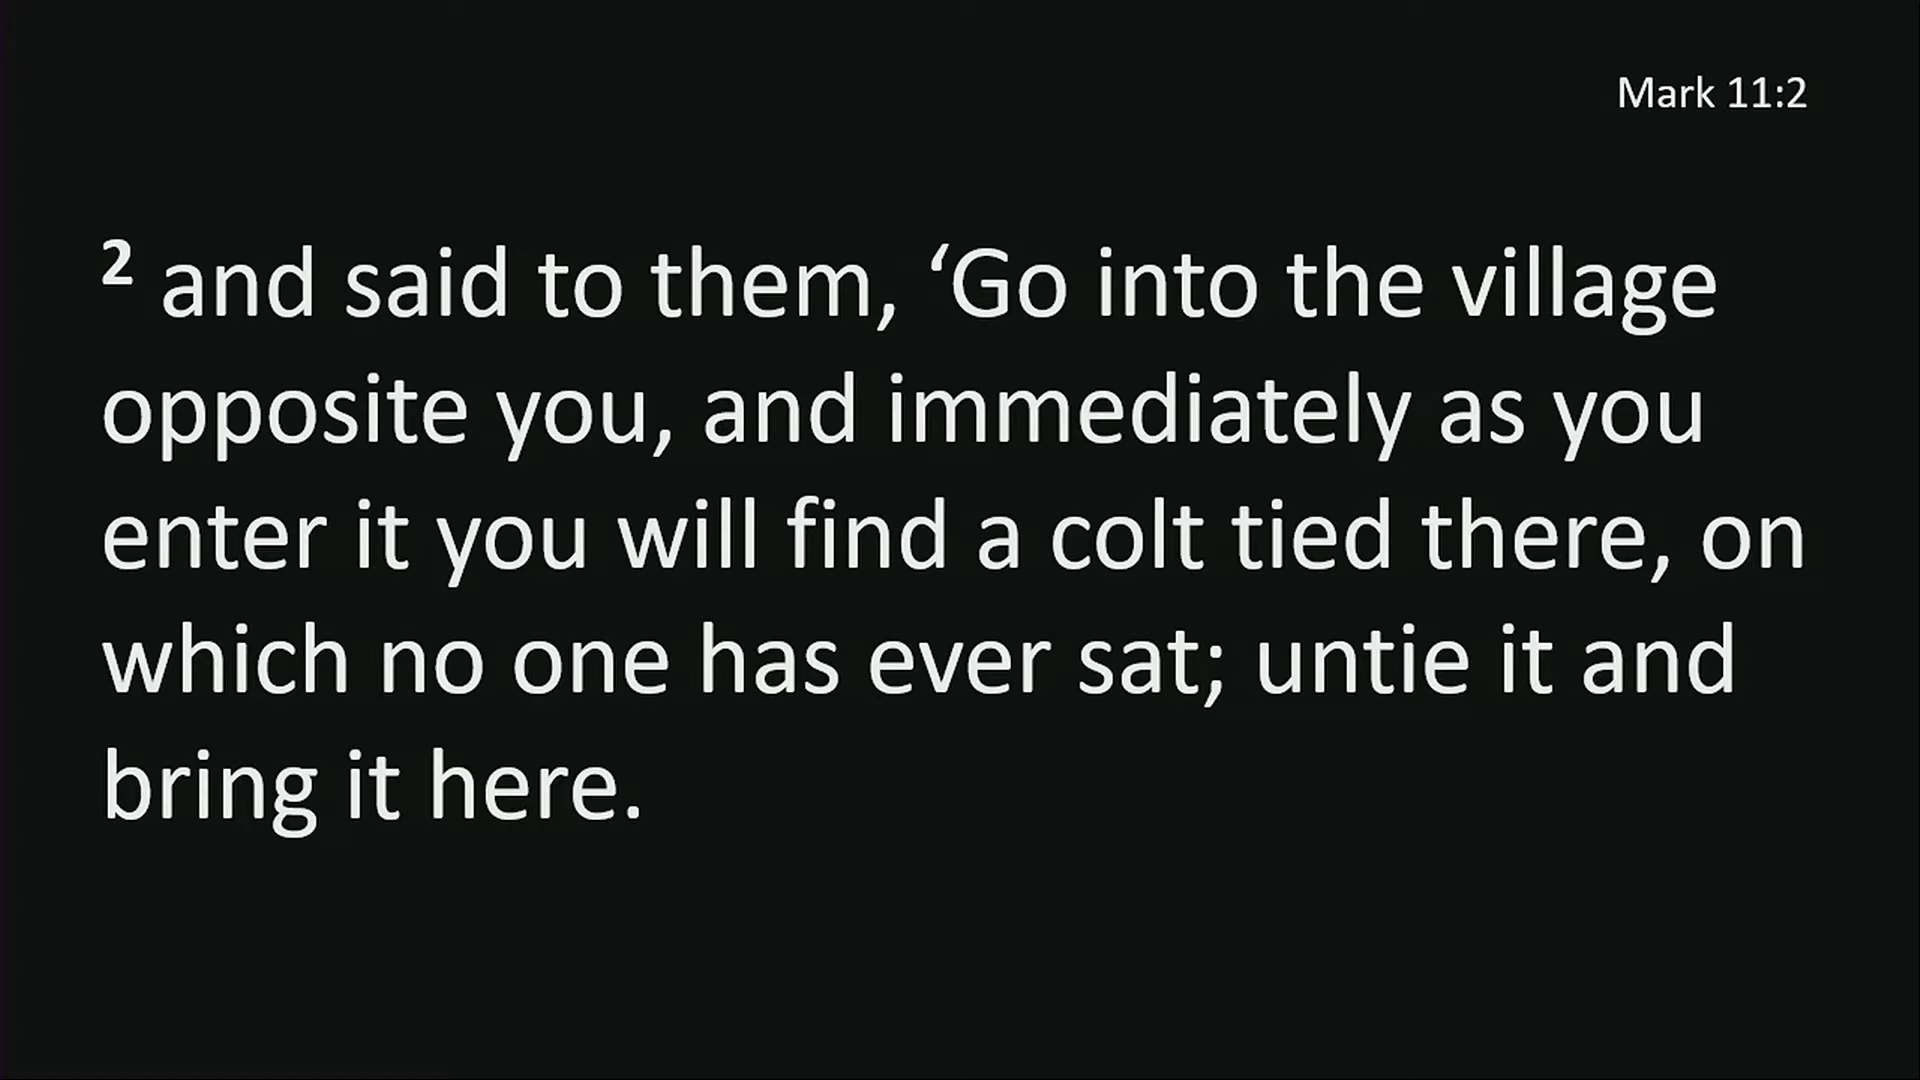 Mark 11:2
2 and said to them, ‘Go into the village
opposite you, and immediately as you
enter it you will find a colt tied there, on
which no one has ever sat; untie it and
bring it here.